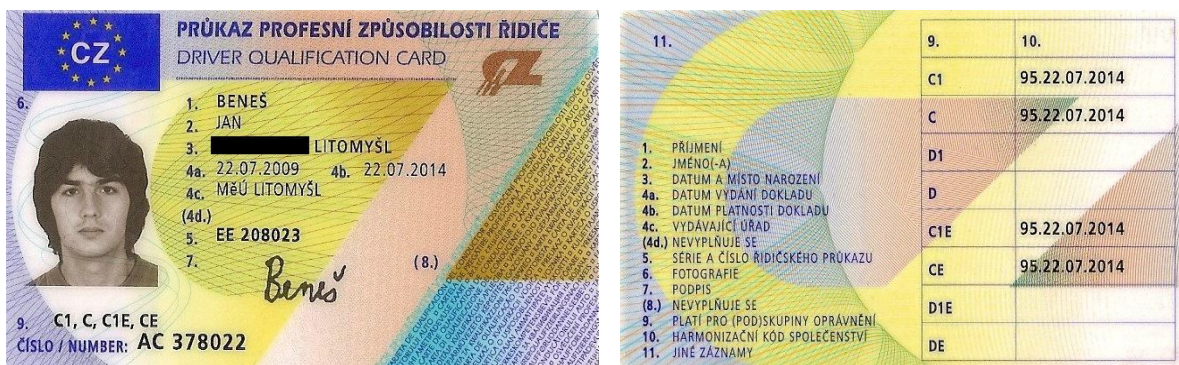 CZ
PRŮKAZ PROFESNÍ ZPŮSOBILOSTI ŘIDIČE
DRIVER QUALIFICATION CARD
6.
1. BENEŠ
2. JAN
3. LITOMYŠL
4a. 22.07.2009 4b. 22.07.2014
4c. MěÚ LITOMYŠL
(4d.)
5. EE 208023
7. Beneš (8.)
9. C1, C, C1E, CE
ČÍSLO / NUMBER: AC 378022
11.
1. PŘÍJMENÍ
2. JMÉNO(-A)
3. DATUM A MÍSTO NAROZENÍ
4a. DATUM VYDÁNÍ DOKLADU
4b. DATUM PLATNOSTI DOKLADU
4c. VYDÁVAJÍCÍ ÚŘAD
(4d.) NEVYPLŇUJE SE
5. SÉRIE A ČÍSLO ŘIDIČSKÉHO PRŮKAZU
6. FOTOGRAFIE
7. PODPIS
(8.) NEVYPLŇUJE SE
9. PLATÍ PRO (POD)SKUPINY OPRÁVNĚNÍ
10. HARMONIZAČNÍ KÓD SPOLEČENSTVÍ
11. JINÉ ZÁZNAMY
9. 10.
C1 95.22.07.2014
C 95.22.07.2014
D1
D
C1E 95.22.07.2014
CE 95.22.07.2014
D1E
DE